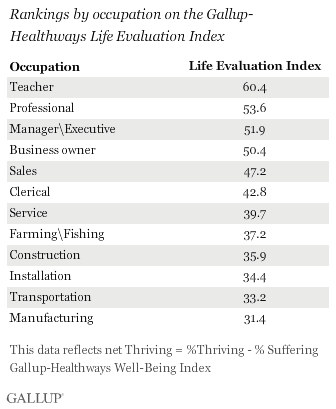 Rankings by occupation on the Gallup-
Healthways Life Evaluation Index
Occupation Life Evaluation Index
Teacher 60.4
Professional 53.6
Manager\Executive 51.9
Business owner 50.4
Sales 47.2
Clerical 42.8
Service 39.7
Farming\Fishing 37.2
Construction 35.9
Installation 34.4
Transportation 33.2
Manufacturing 31.4
This data reflects net Thriving = %Thriving - % Suffering
Gallup-Healthways Well-Being Index
GALLUP